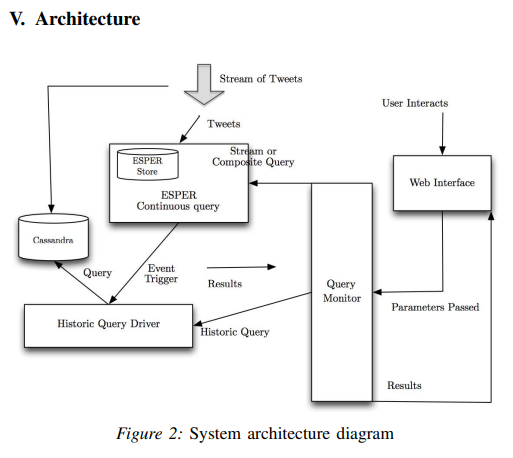 V. Architecture
Stream of Tweets
User Interacts
Tweets
Stream or
Composite Query
ESPER
Store
ESPER
Continuous query
Web Interface
Cassandra
Query
Event
Trigger
Results
Query
Monitor
Parameters Passed
Historic Query Driver
Historic Query
Results
Figure 2: System architecture diagram